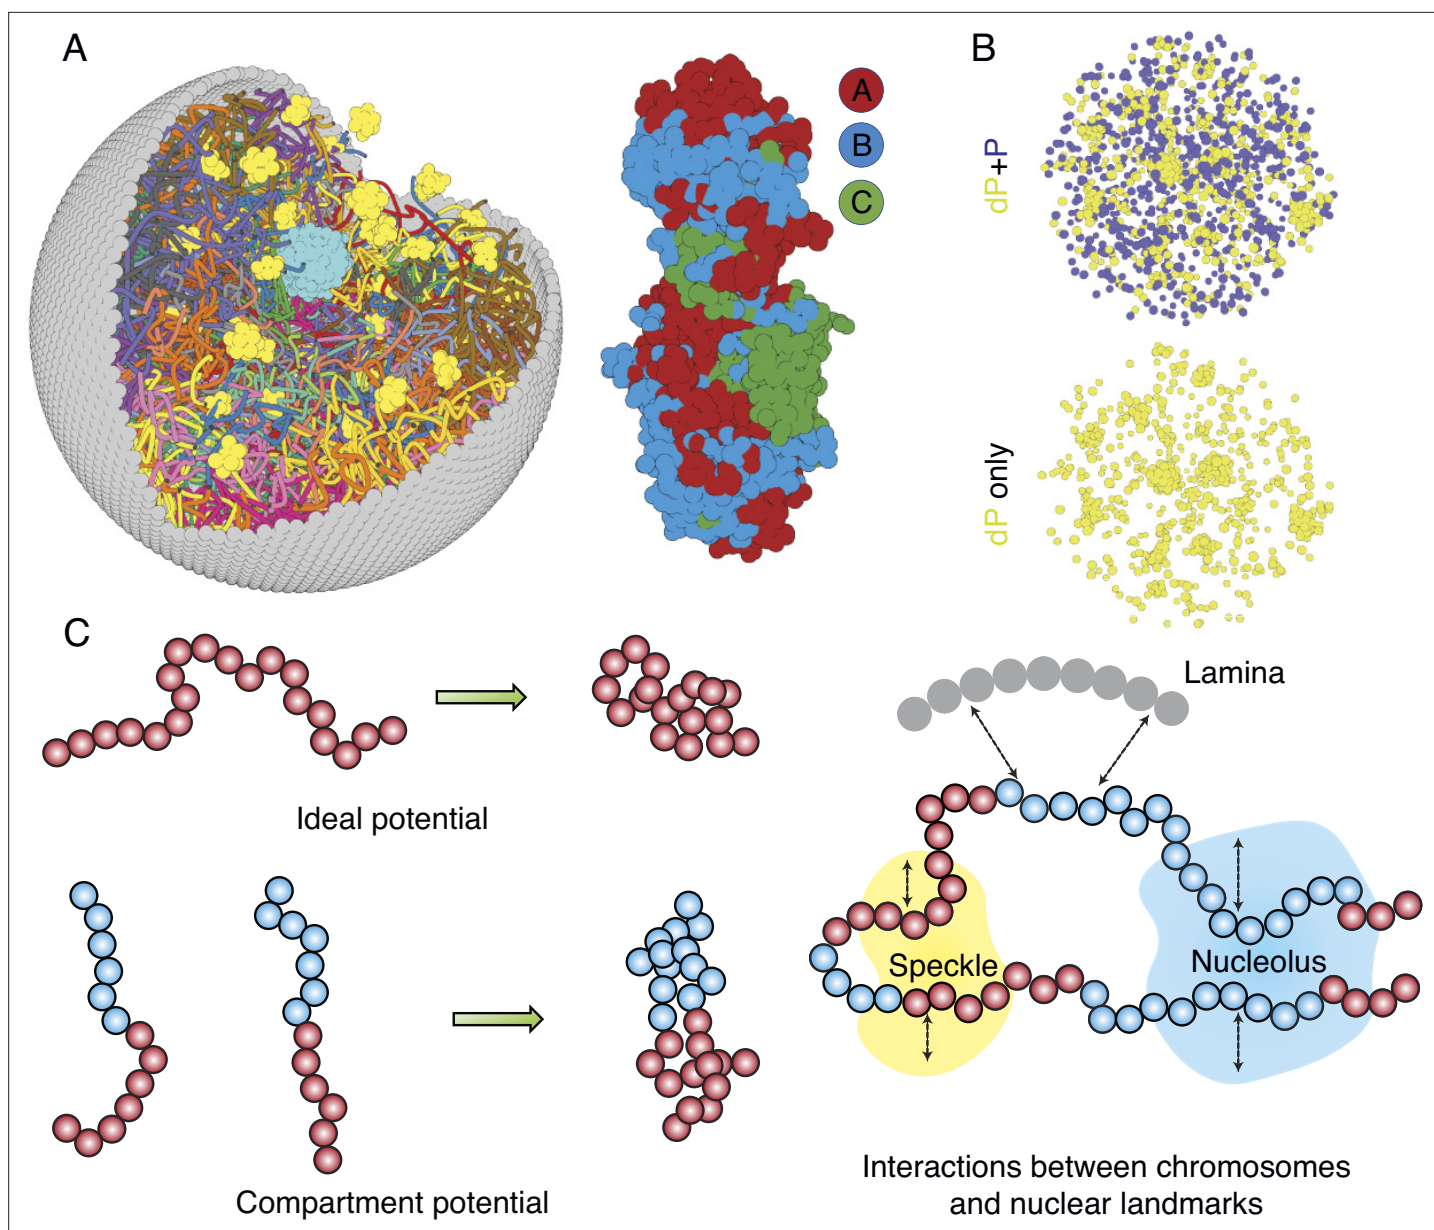 A
A
B
C
B
dP+P
dP only
C
Ideal potential
Compartment potential
Lamina
Speckle
Nucleolus
Interactions between chromosomes
and nuclear landmarks